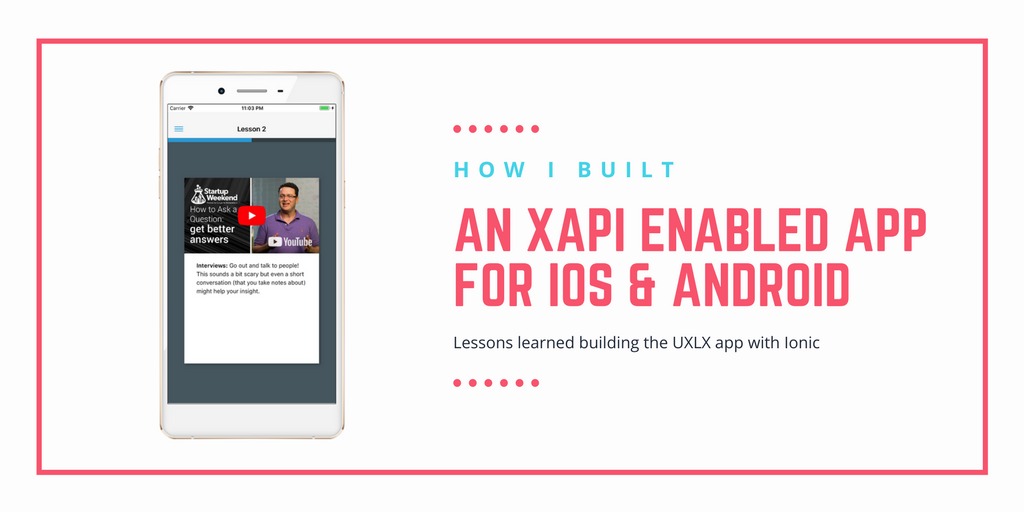 Carrier 11:03 PM
Lesson 2
Startup
Weekend
How to Ask a
Question:
get better
answers
YouTube
Interviews: Go out and talk to people!
This sounds a bit scary but even a short
conversation (that you take notes about)
might help your insight.
HOW I BUILT
AN XAPI ENABLED APP
FOR IOS & ANDROID
Lessons learned building the UXLX app with Ionic